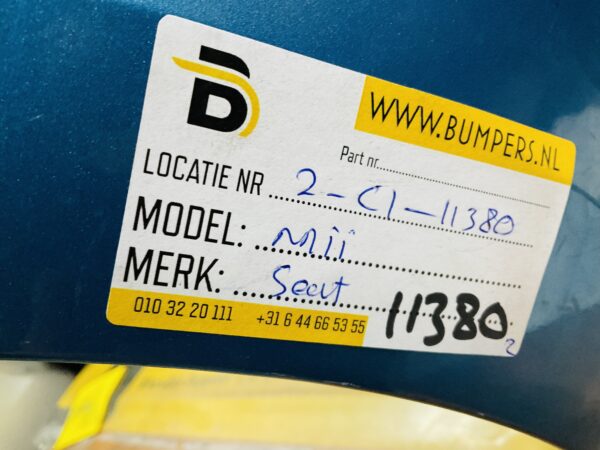 B
WWW.BUMPERS.NL
Part nr
LOCATIE NR 2-C1-11380
MODEL: Mii
MERK: Seat
010 32 20 111 +31 6 44 66 53 55
11380
2